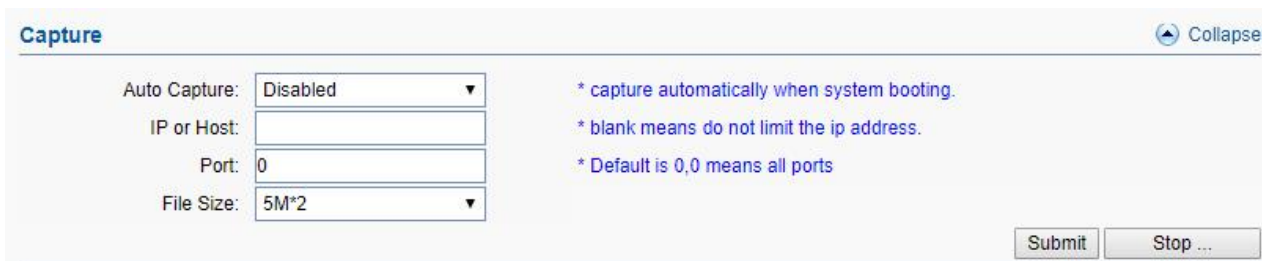 Capture Collapse
Auto Capture: Disabled * capture automatically when system booting.
IP or Host: * blank means do not limit the ip address.
Port: 0 * Default is 0,0 means all ports
File Size: 5M*2
Submit Stop ...